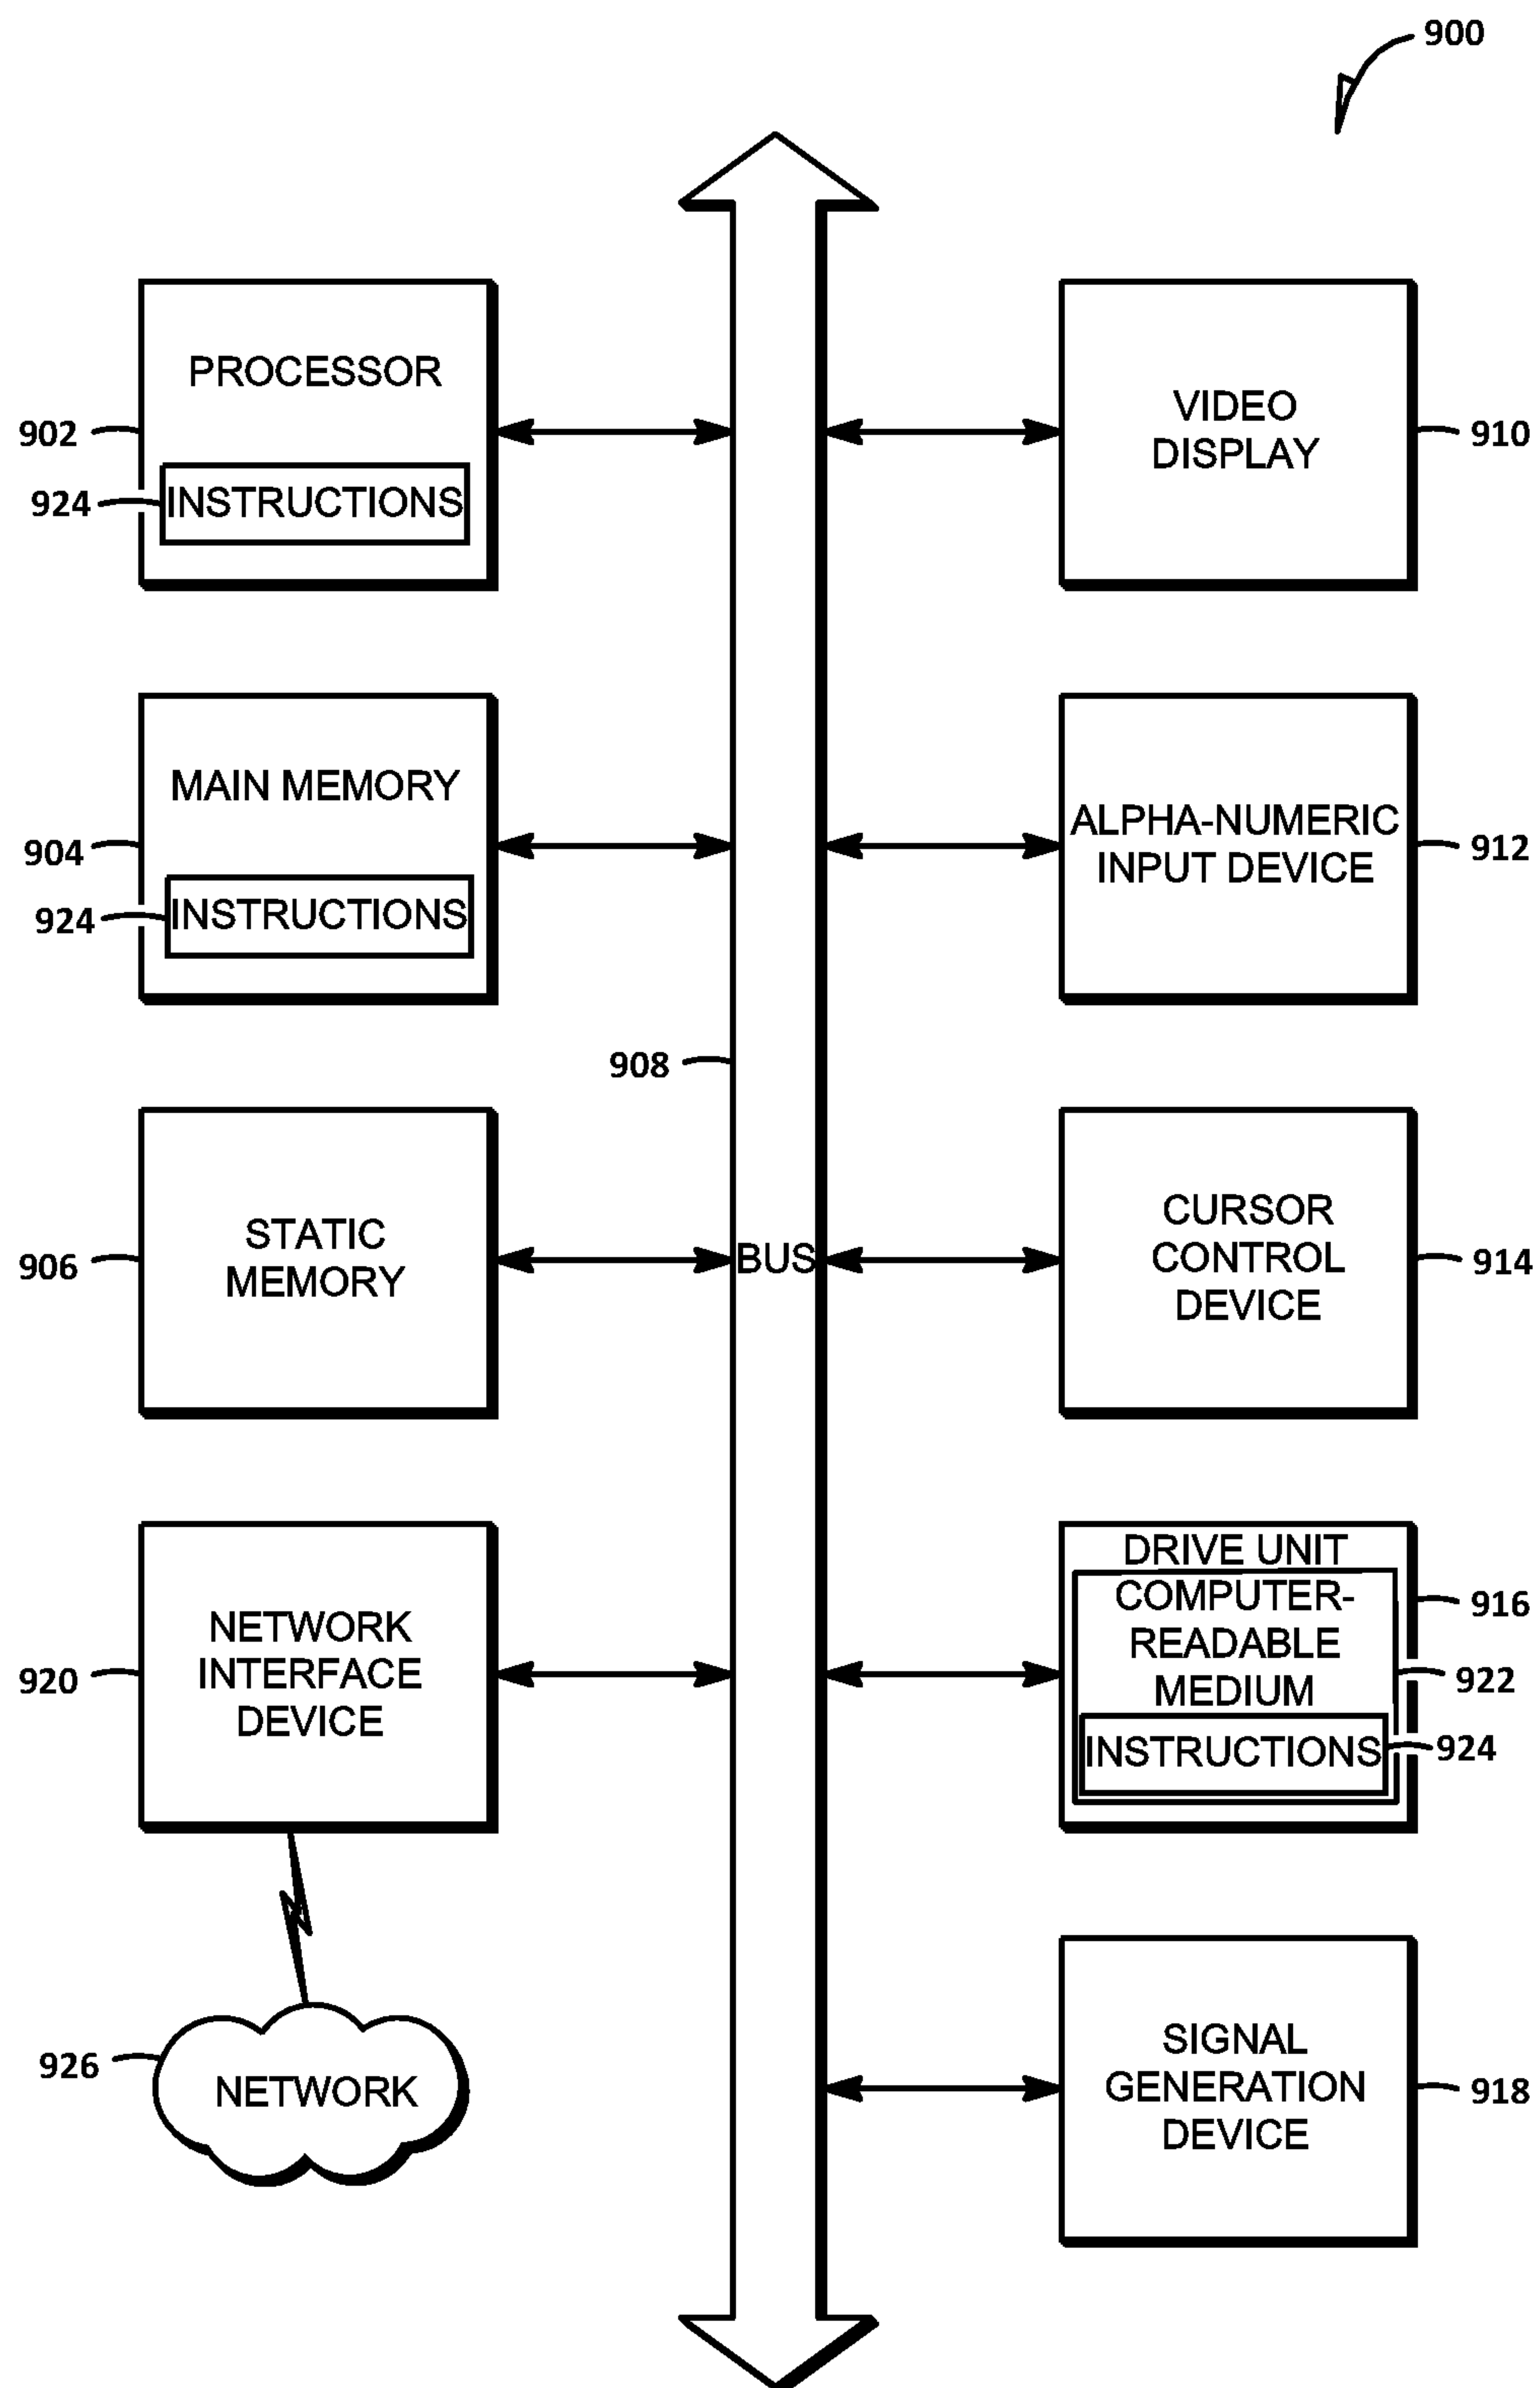 900
PROCESSOR
902
924
INSTRUCTIONS
VIDEO
DISPLAY
910
MAIN MEMORY
904
924
INSTRUCTIONS
ALPHA-NUMERIC
INPUT DEVICE
912
908
STATIC
MEMORY
906
BUS
CURSOR
CONTROL
DEVICE
914
NETWORK
INTERFACE
DEVICE
920
DRIVE UNIT
COMPUTER-
READABLE
MEDIUM
INSTRUCTIONS
916
922
924
926
NETWORK
SIGNAL
GENERATION
DEVICE
918